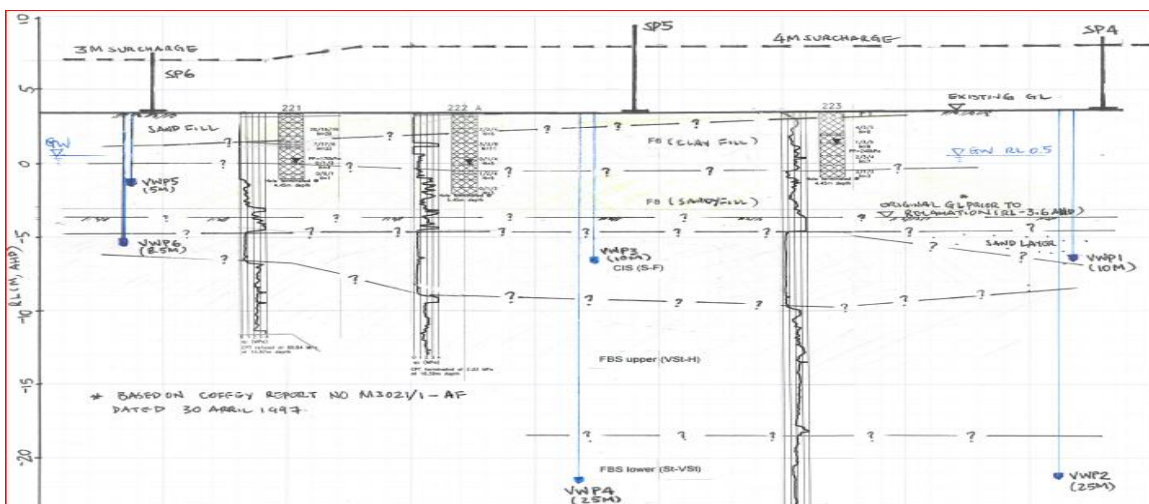 10
5
0
-5
-10
-15
-20
RL (M, AHD)
3M SURCHARGE
SP6
SP5
4M SURCHARGE
SP4
221
222 A
223
EXISTING GL
SAND FILL
Fe (CLAY FILL)
GW
GW RL 0.5
VWP5
(5M)
Fe (SANDY FILL)
*
ORIGINAL GL PRIOR TO
RECLAMATION (RL-3.6 AHD)
VWP6
(8.5M)
SAND LAYER
VWP3
(10M)
CIS (S-F)
VWP1
(10M)
FBS upper (VSt-H)
* BASED ON COFFEY REPORT NO M3021/1-AF
DATED 30 APRIL 1997.
FBS lower (St-VSt)
VWP4
(25M)
VWP2
(25M)